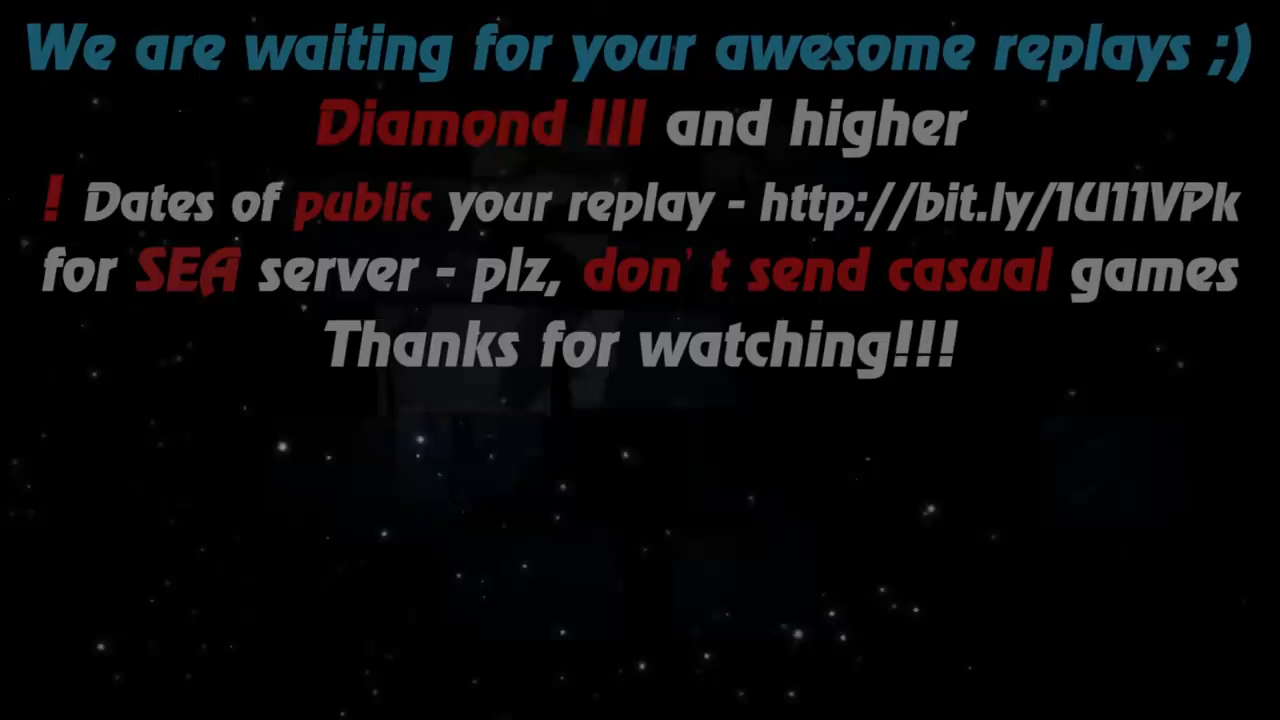 We are waiting for your awesome replays ;)
Diamond III and higher
! Dates of public your replay - http://bit.ly/1U11VPk
for SEA server - plz, don't send casual games
Thanks for watching!!!